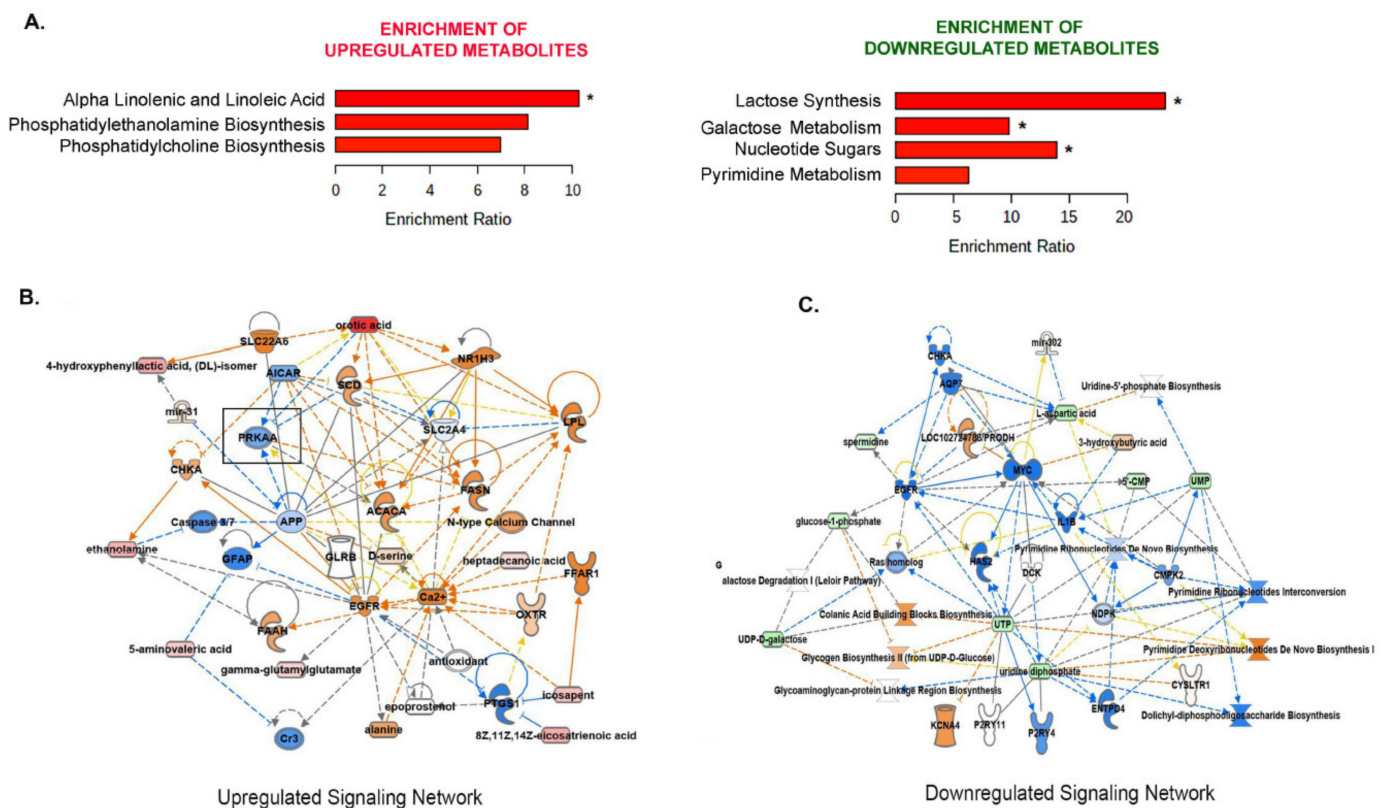 A.
ENRICHMENT OF
UPREGULATED METABOLITES
Alpha Linolenic and Linoleic Acid
*
Phosphatidylethanolamine Biosynthesis
Phosphatidylcholine Biosynthesis
0 2 4 6 8 10
Enrichment Ratio
ENRICHMENT OF
DOWNREGULATED METABOLITES
Lactose Synthesis
*
Galactose Metabolism
*
Nucleotide Sugars
*
Pyrimidine Metabolism
0 5 10 15 20
Enrichment Ratio
B.
orotic acid
SLC22A6
NR1H3
4-hydroxyphenyllactic acid, (DL)-isomer
AICAR
SCD
mir-31
SLC2A4
LPL
PRKAA
CHKA
FASN
ACACA
Caspase 3/7
APP
N-type Calcium Channel
ethanolamine
GFAP
GLRB
D-serine
heptadecanoic acid
FFAR1
EGFR
Ca2+
OXTR
FAAH
5-aminovaleric acid
antioxidant
gamma-glutamylglutamate
icosapent
epoprostenol
PTGS1
alanine
Cr3
8Z,11Z,14Z-eicosatrienoic acid
Upregulated Signaling Network
C.
mir-302
CHKA
AQP7
Uridine-5'-phosphate Biosynthesis
L-aspartic acid
spermidine
LOC102724788/PRODH
3-hydroxybutyric acid
MYC
EGFR
5'-CMP
UMP
glucose-1-phosphate
IL1B
Ras homolog
HAS2
Pyrimidine Ribonucleotides De Novo Biosynthesis
G
alactose Degradation I (Leloir Pathway)
DCK
CMPK2
Pyrimidine Ribonucleotides Interconversion
Colanic Acid Building Blocks Biosynthesis
NDPK
UTP
UDP-D-galactose
Pyrimidine Deoxyribonucleotides De Novo Biosynthesis I
Glycogen Biosynthesis II (from UDP-D-Glucose)
uridine diphosphate
Glycoaminoglycan-protein Linkage Region Biosynthesis
CYSLTR1
ENTPD4
Dolichyl-diphosphooligosaccharide Biosynthesis
KCNA4
P2RY11
P2RY4
Downregulated Signaling Network